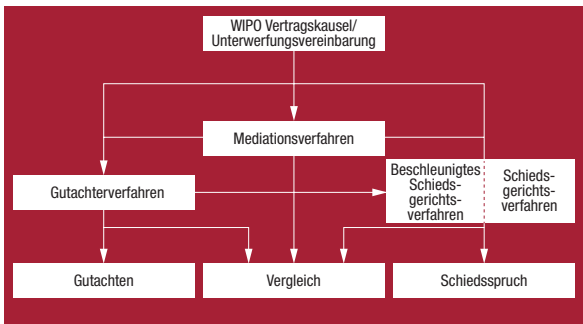 WIPO Vertragskausel/
Unterwerfungsvereinbarung
Mediationsverfahren
Gutachterverfahren
Beschleunigtes
Schieds-
gerichts-
verfahren
Schieds-
gerichts-
verfahren
Gutachten
Vergleich
Schiedsspruch